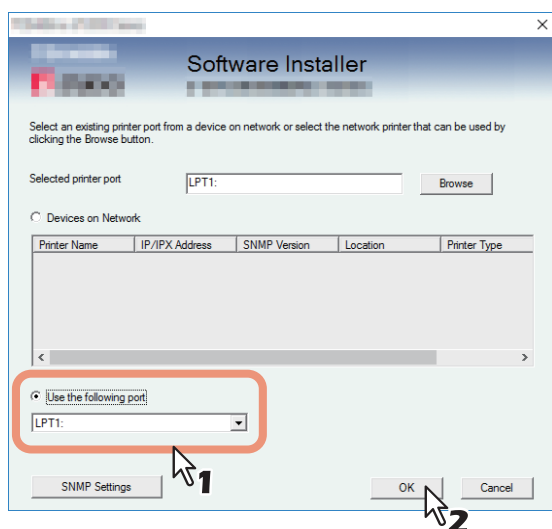 Software Installer
Select an existing printer port from a device on network or select the network printer that can be used by
clicking the Browse button.
Selected printer port LPT1: Browse
Devices on Network
Printer Name IP/IPX Address SNMP Version Location Printer Type
Use the following port
LPT1:
1
SNMP Settings OK Cancel
2